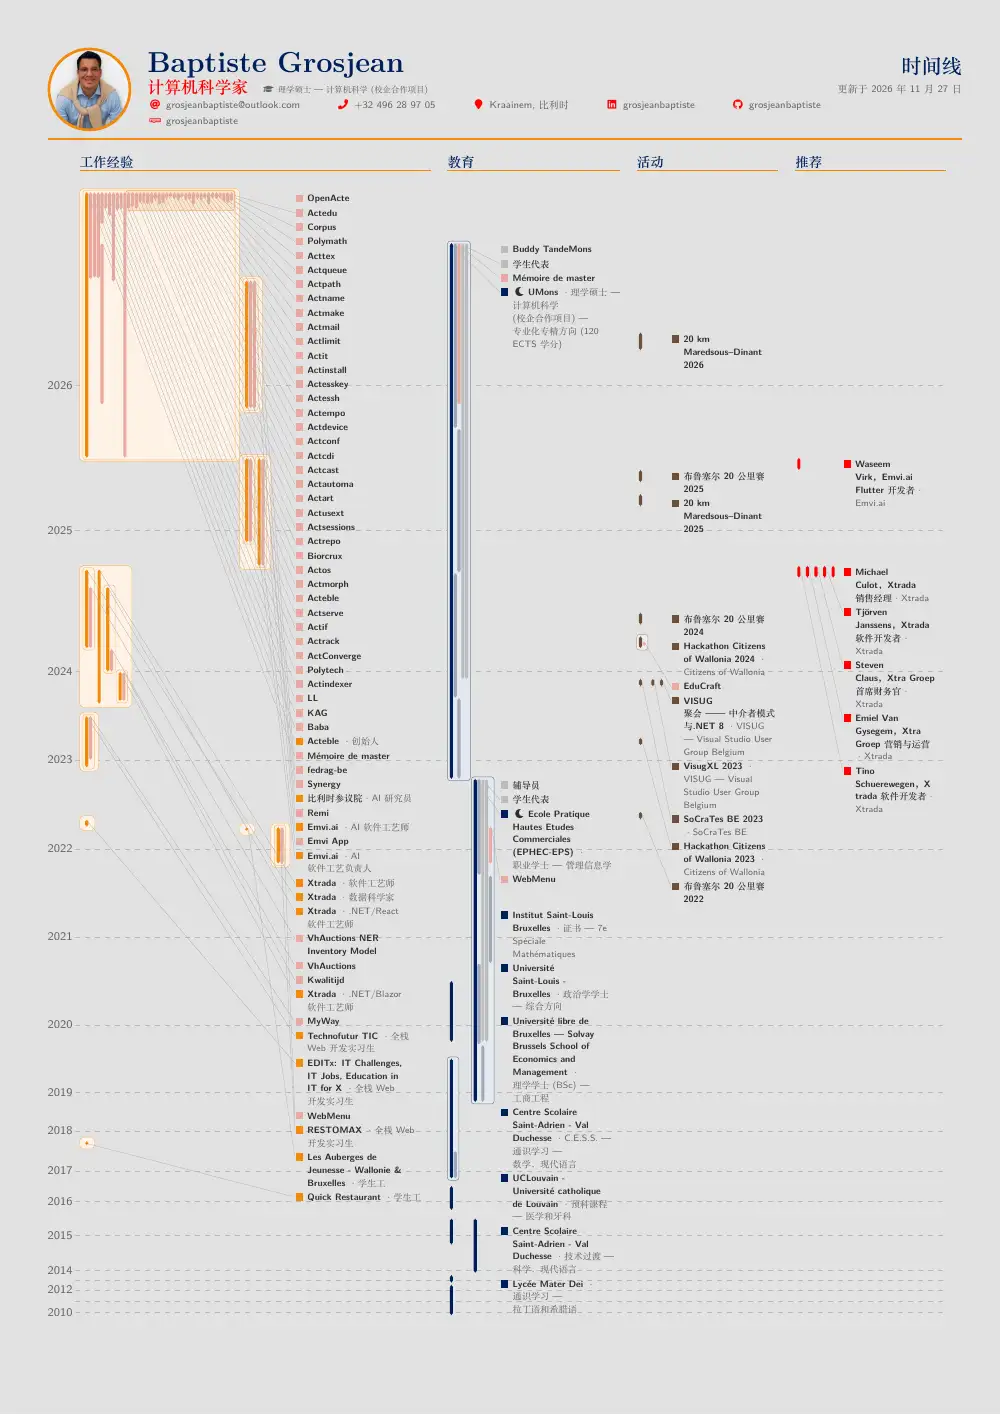 Baptiste Grosjean
时间线
计算机科学家
理学硕士 — 计算机科学 (校企合作项目)
更新于 2026 年 11 月 27 日
grosjeanbaptiste@outlook.com
+32 496 28 97 05
Kraainem, 比利时
grosjeanbaptiste
grosjeanbaptiste
grosjeanbaptiste
工作经验
OpenActe
Actedu
Corpus
Polymath
Acttex
Actqueue
Actpath
Actname
Actmake
Actmail
Actlimit
Actit
Actinstall
Actesskey
Actessh
Actempo
Actdevice
Actconf
Actcdi
Actcast
Actautoma
Actart
Actusext
Actsessions
Actrepo
Biorcrux
Actos
Actmorph
Acteble
Actserve
Actif
Actrack
ActConverge
Polytech
Actindexer
LL
KAG
Baba
Acteble · 创始人
Mémoire de master
fedrag-be
Synergy
比利时参议院 · AI 研究员
Remi
Emvi.ai · AI 软件工艺师
Emvi App
Emvi.ai · AI
软件工艺负责人
Xtrada · 软件工艺师
Xtrada · 数据科学家
Xtrada · .NET/React
软件工艺师
VhAuctions NER
Inventory Model
VhAuctions
Kwalitijd
Xtrada · .NET/Blazor
软件工艺师
MyWay
Technofutur TIC · 全栈
Web 开发实习生
EDITx: IT Challenges,
IT Jobs, Education in
IT for X · 全栈 Web
开发实习生
WebMenu
RESTOMAX · 全栈 Web
开发实习生
Les Auberges de
Jeunesse - Wallonie &
Bruxelles · 学生工
Quick Restaurant · 学生工
2026
2025
2024
2023
2022
2021
2020
2019
2018
2017
2016
2015
2014
2012
2010
教育
Buddy TandeMons
学生代表
Mémoire de master
UMons · 理学硕士 —
计算机科学
(校企合作项目) —
专业化专精方向 (120
ECTS 学分)
辅导员
学生代表
Ecole Pratique
Hautes Etudes
Commerciales
(EPHEC-EPS) ·
职业学士 — 管理信息学
WebMenu
Institut Saint-Louis
Bruxelles · 证书 — 7e
Spéciale
Mathématiques
Université
Saint-Louis -
Bruxelles · 政治学学士
— 综合方向
Université libre de
Bruxelles — Solvay
Brussels School of
Economics and
Management ·
理学学士 (BSc) —
工商工程
Centre Scolaire
Saint-Adrien - Val
Duchesse · C.E.S.S. —
通识学习 —
数学、现代语言
UCLouvain -
Université catholique
de Louvain · 预科课程
— 医学和牙科
Centre Scolaire
Saint-Adrien - Val
Duchesse · 技术过渡 —
科学、现代语言
Lycée Mater Dei ·
通识学习 —
拉丁语和希腊语
活动
20 km
Maredsous–Dinant
2026
布鲁塞尔 20 公里赛
2025
20 km
Maredsous–Dinant
2025
布鲁塞尔 20 公里赛
2024
Hackathon Citizens
of Wallonia 2024 ·
Citizens of Wallonia
EduCraft
VISUG
聚会 —— 中介者模式
与.NET 8 · VISUG
— Visual Studio User
Group Belgium
VisugXL 2023 ·
VISUG — Visual
Studio User Group
Belgium
SoCraTes BE 2023
· SoCraTes BE
Hackathon Citizens
of Wallonia 2023 ·
Citizens of Wallonia
布鲁塞尔 20 公里赛
2022
推荐
Waseem
Virk, Emvi.ai
Flutter 开发者 ·
Emvi.ai
Michael
Culot, Xtrada
销售经理 · Xtrada
Tjörven
Janssens, Xtrada
软件开发者 ·
Xtrada
Steven
Claus, Xtra Groep
首席财务官 ·
Xtrada
Emiel Van
Gysegem, Xtra
Groep 营销与运营
· Xtrada
Tino
Schuerewegen, X
trada 软件开发者 ·
Xtrada